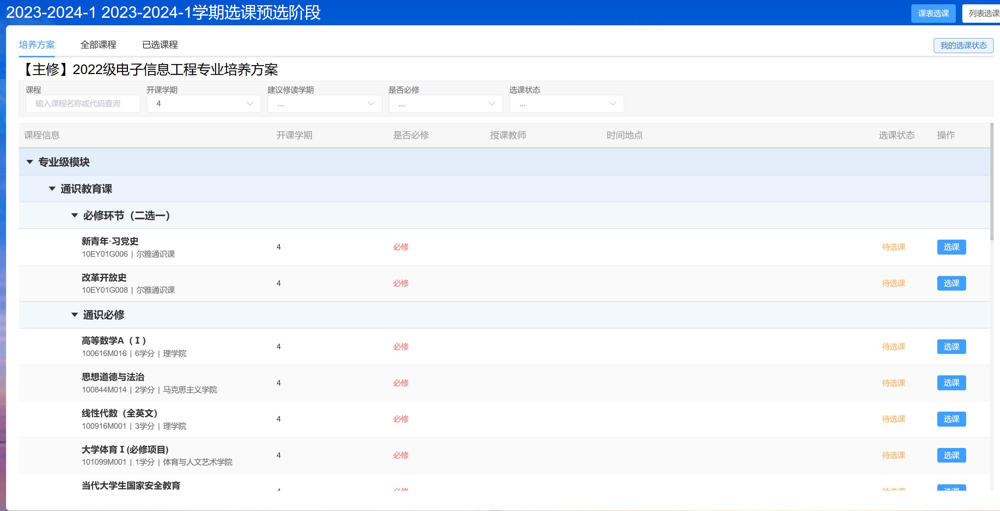 2023-2024-1 2023-2024-1学期选课预选阶段
课表选课
列表选课
培养方案
全部课程
已选课程
我的选课状态
【主修】2022级电子信息工程专业培养方案
课程
开课学期
建议修读学期
是否必修
选课状态
输入课程名称或代码查询
4
...
...
...
课程信息
开课学期
是否必修
授课教师
时间地点
选课状态
操作
专业级模块
通识教育课
必修环节（二选一）
新青年·习党史
10EY01G006 | 尔雅通识课
4
必修
待选课
选课
改革开放史
10EY01G008 | 尔雅通识课
4
必修
待选课
选课
通识必修
高等数学A（Ⅰ）
100616M016 | 6学分 | 理学院
4
必修
待选课
选课
思想道德与法治
100844M014 | 2学分 | 马克思主义学院
4
必修
待选课
选课
线性代数（全英文）
100916M001 | 3学分 | 理学院
4
必修
待选课
选课
大学体育Ⅰ(必修项目)
101099M001 | 1学分 | 体育与人文艺术学院
4
必修
待选课
选课
当代大学生国家安全教育
4
必修
待选课
选课